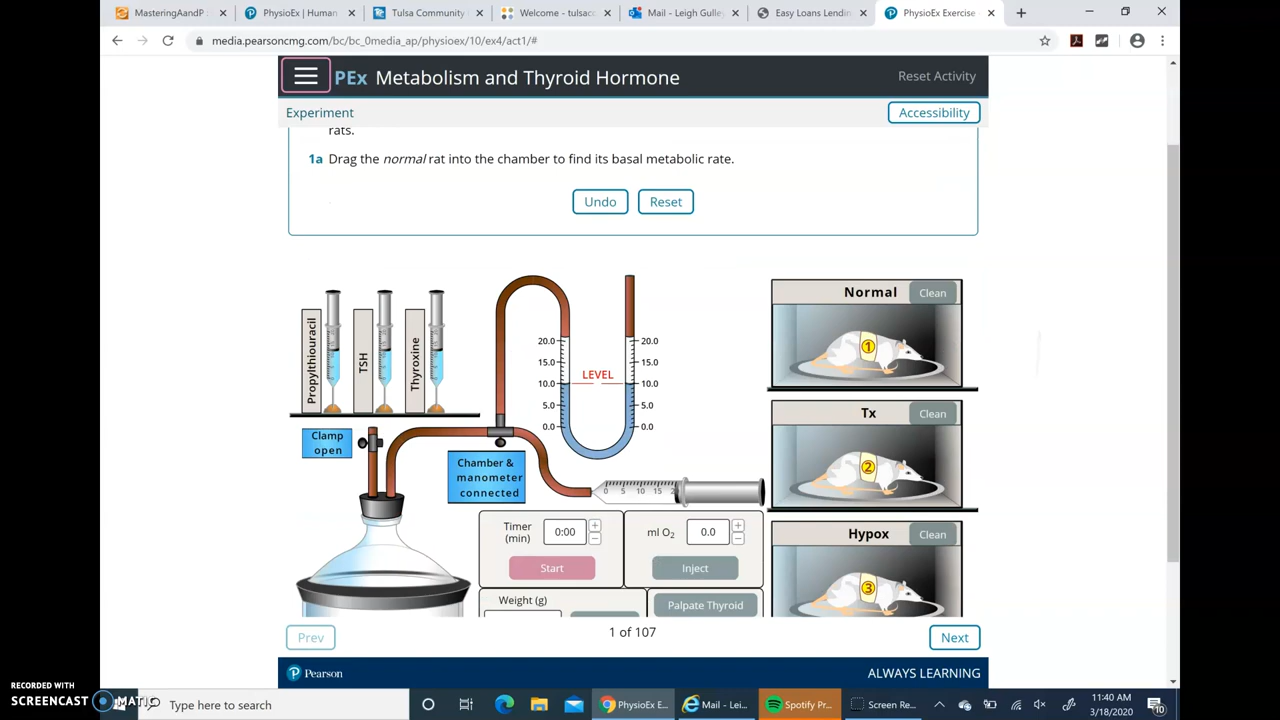 MasteringAandP
PhysioEx | Human
Tulsa Community
Welcome - tulsacc
Mail - Leigh Gulley
Easy Loans Lendin
PhysioEx Exercise
media.pearsoncmg.com/bc/bc_0media_ap/physioex/10/ex4/act1/#
PEx Metabolism and Thyroid Hormone
Reset Activity
Experiment
Accessibility
rats.
1a Drag the normal rat into the chamber to find its basal metabolic rate.
Undo
Reset
Propylthiouracil
TSH
Thyroxine
20.0 20.0
15.0 15.0
LEVEL
10.0 10.0
5.0 5.0
0.0 0.0
Normal Clean
1
Tx Clean
2
Hypox Clean
3
Clamp
open
Chamber &
manometer
connected
0 5 10 15
Timer
(min)
0:00
+
−
Start
ml O2
0.0
+
−
Inject
Weight (g)
Palpate Thyroid
Prev
1 of 107
Next
Pearson
ALWAYS LEARNING
RECORDED WITH
SCREENCAST MATIC
Type here to search
PhysioEx E...
Mail - Lei...
Spotify Pr...
Screen Re...
11:40 AM
3/18/2020
10